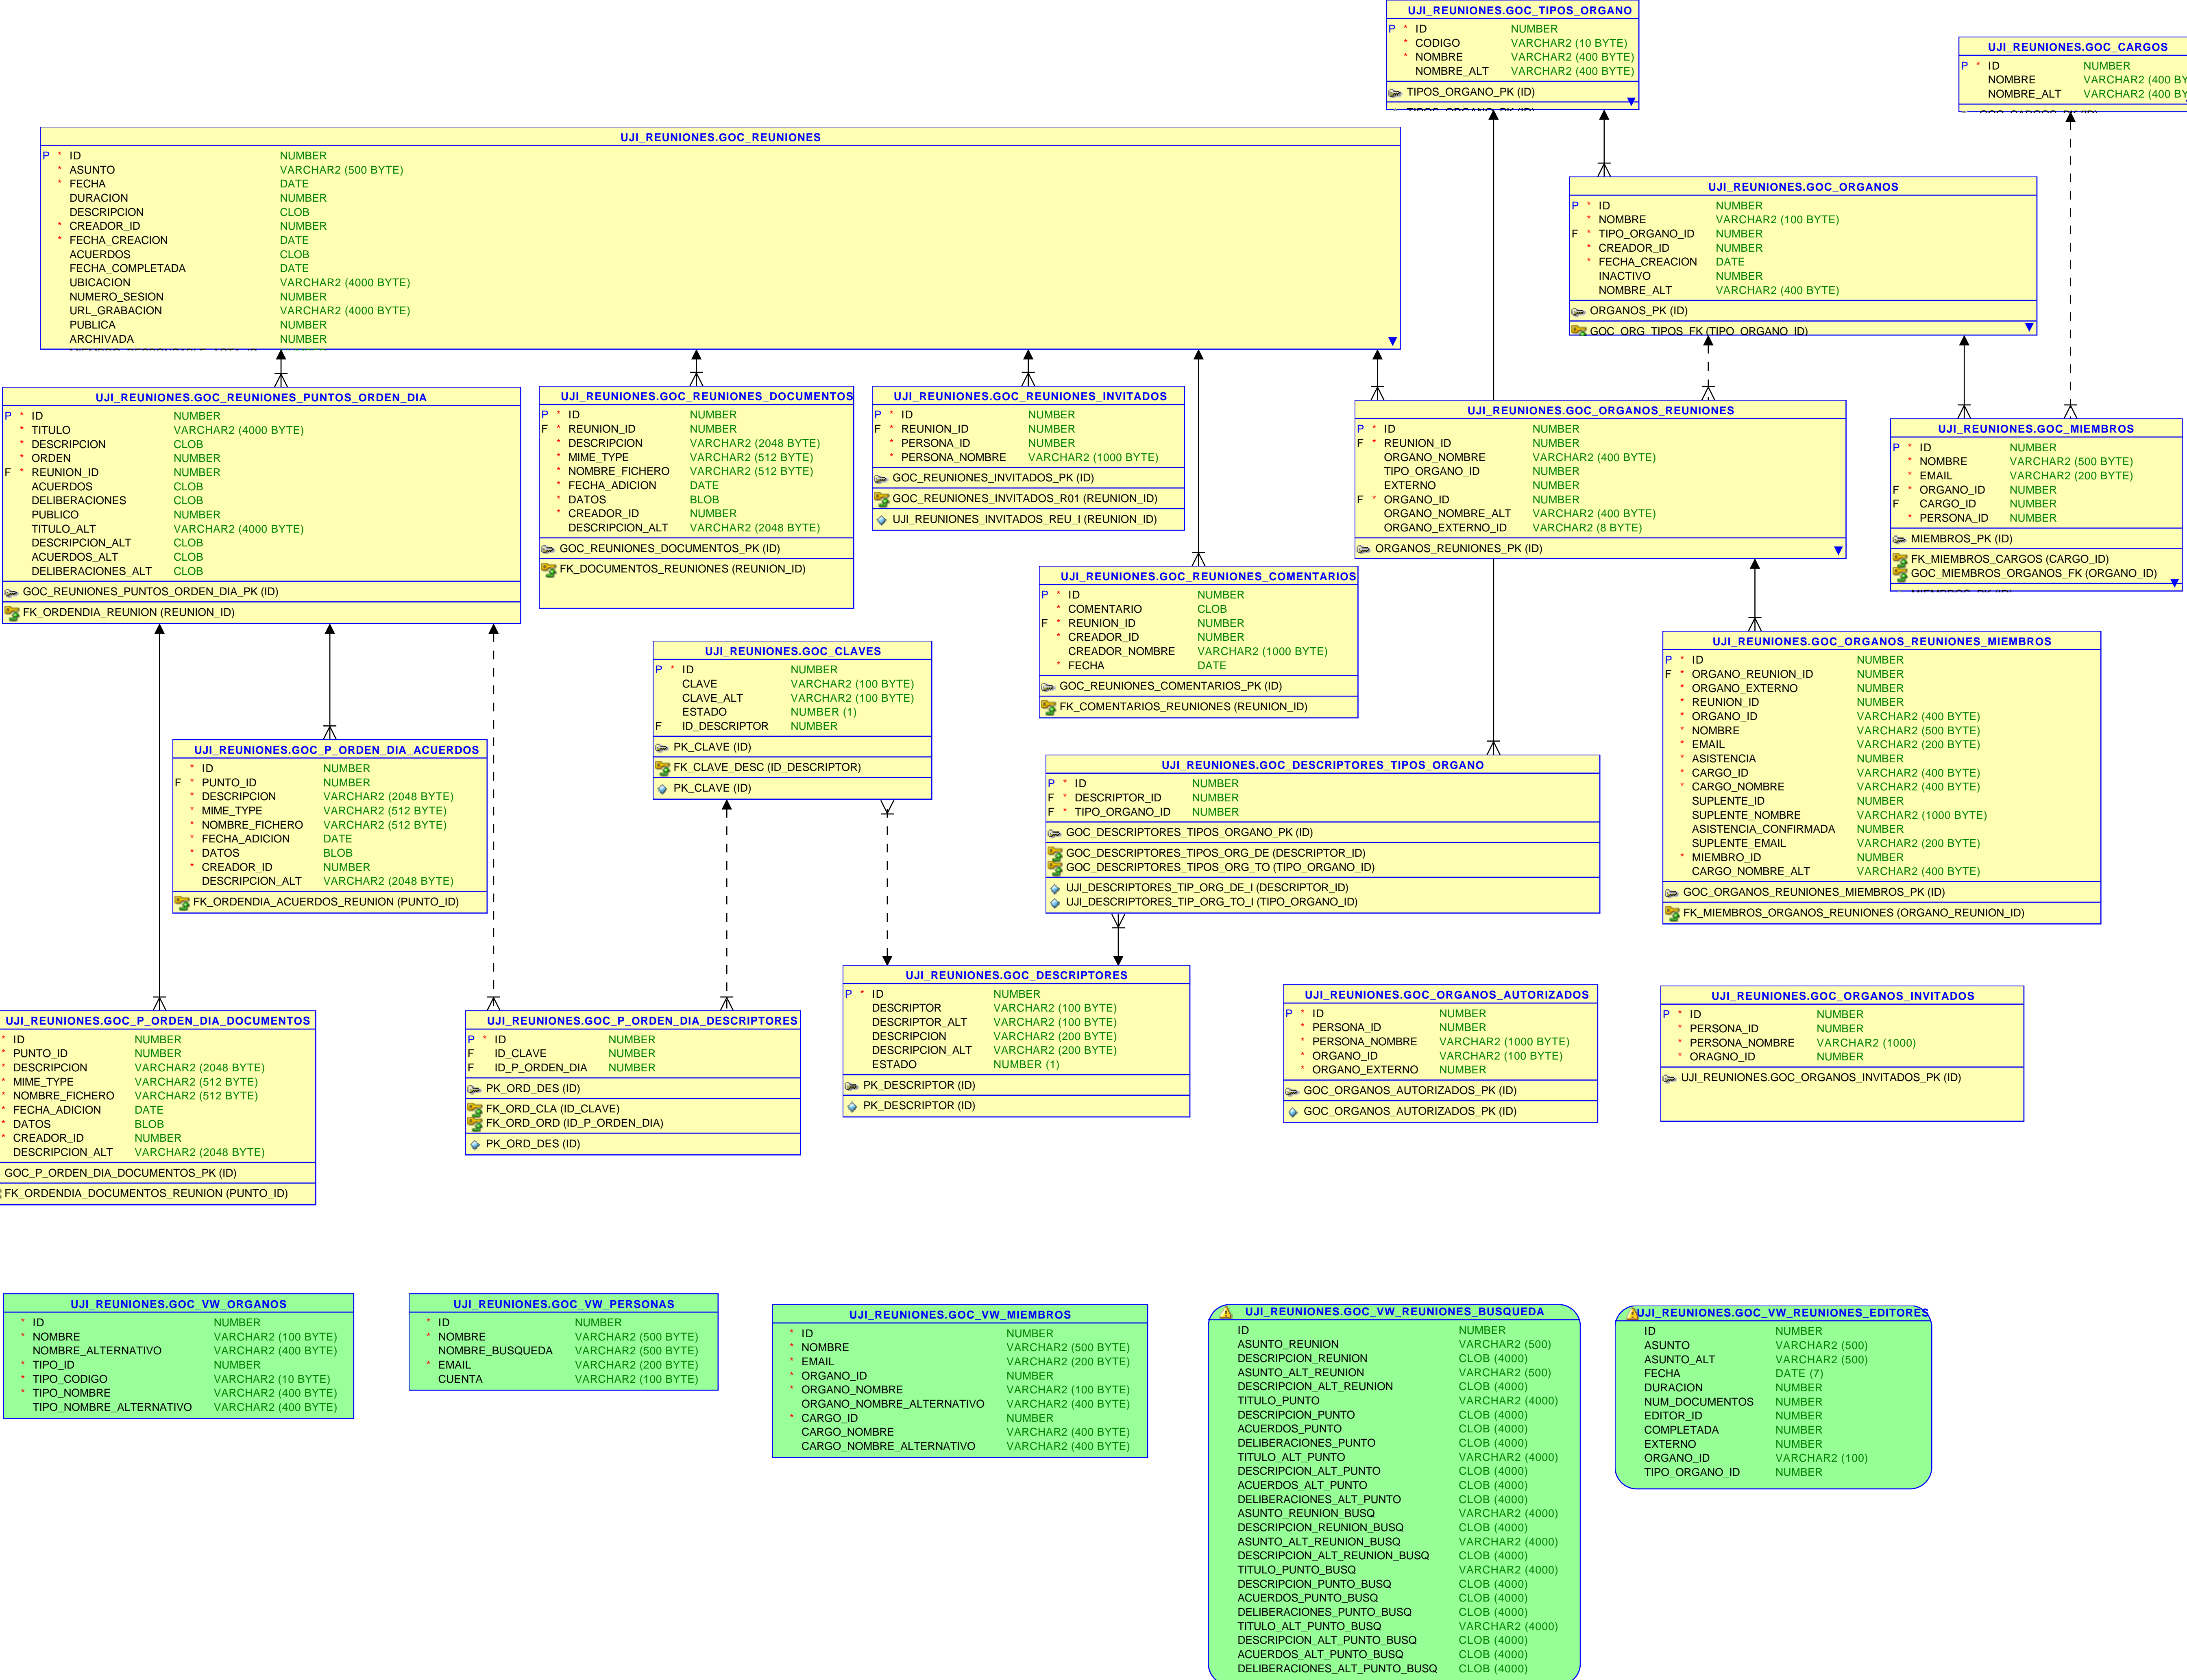 UJI_REUNIONES.GOC_TIPOS_ORGANO
P * ID NUMBER
* CODIGO VARCHAR2 (10 BYTE)
* NOMBRE VARCHAR2 (400 BYTE)
NOMBRE_ALT VARCHAR2 (400 BYTE)
TIPOS_ORGANO_PK (ID)
UJI_REUNIONES.GOC_CARGOS
P * ID NUMBER
NOMBRE VARCHAR2 (400 BY
NOMBRE_ALT VARCHAR2 (400 BY
UJI_REUNIONES.GOC_REUNIONES
P * ID NUMBER
* ASUNTO VARCHAR2 (500 BYTE)
* FECHA DATE
DURACION NUMBER
DESCRIPCION CLOB
* CREADOR_ID NUMBER
* FECHA_CREACION DATE
ACUERDOS CLOB
FECHA_COMPLETADA DATE
UBICACION VARCHAR2 (4000 BYTE)
NUMERO_SESION NUMBER
URL_GRABACION VARCHAR2 (4000 BYTE)
PUBLICA NUMBER
ARCHIVADA NUMBER
UJI_REUNIONES.GOC_ORGANOS
P * ID NUMBER
* NOMBRE VARCHAR2 (100 BYTE)
F * TIPO_ORGANO_ID NUMBER
* CREADOR_ID NUMBER
* FECHA_CREACION DATE
INACTIVO NUMBER
NOMBRE_ALT VARCHAR2 (400 BYTE)
ORGANOS_PK (ID)
GOC_ORG_TIPOS_FK (TIPO_ORGANO_ID)
UJI_REUNIONES.GOC_REUNIONES_PUNTOS_ORDEN_DIA
P * ID NUMBER
* TITULO VARCHAR2 (4000 BYTE)
* DESCRIPCION CLOB
* ORDEN NUMBER
F * REUNION_ID NUMBER
ACUERDOS CLOB
DELIBERACIONES CLOB
PUBLICO NUMBER
TITULO_ALT VARCHAR2 (4000 BYTE)
DESCRIPCION_ALT CLOB
ACUERDOS_ALT CLOB
DELIBERACIONES_ALT CLOB
GOC_REUNIONES_PUNTOS_ORDEN_DIA_PK (ID)
FK_ORDENDIA_REUNION (REUNION_ID)
UJI_REUNIONES.GOC_REUNIONES_DOCUMENTOS
P * ID NUMBER
F * REUNION_ID NUMBER
* DESCRIPCION VARCHAR2 (2048 BYTE)
* MIME_TYPE VARCHAR2 (512 BYTE)
* NOMBRE_FICHERO VARCHAR2 (512 BYTE)
* FECHA_ADICION DATE
* DATOS BLOB
* CREADOR_ID NUMBER
DESCRIPCION_ALT VARCHAR2 (2048 BYTE)
GOC_REUNIONES_DOCUMENTOS_PK (ID)
FK_DOCUMENTOS_REUNIONES (REUNION_ID)
UJI_REUNIONES.GOC_REUNIONES_INVITADOS
P * ID NUMBER
F * REUNION_ID NUMBER
* PERSONA_ID NUMBER
* PERSONA_NOMBRE VARCHAR2 (1000 BYTE)
GOC_REUNIONES_INVITADOS_PK (ID)
GOC_REUNIONES_INVITADOS_R01 (REUNION_ID)
UJI_REUNIONES_INVITADOS_REU_I (REUNION_ID)
UJI_REUNIONES.GOC_ORGANOS_REUNIONES
P * ID NUMBER
F * REUNION_ID NUMBER
ORGANO_NOMBRE VARCHAR2 (400 BYTE)
TIPO_ORGANO_ID NUMBER
EXTERNO NUMBER
F * ORGANO_ID NUMBER
ORGANO_NOMBRE_ALT VARCHAR2 (400 BYTE)
ORGANO_EXTERNO_ID VARCHAR2 (8 BYTE)
ORGANOS_REUNIONES_PK (ID)
UJI_REUNIONES.GOC_MIEMBROS
P * ID NUMBER
* NOMBRE VARCHAR2 (500 BYTE)
* EMAIL VARCHAR2 (200 BYTE)
F * ORGANO_ID NUMBER
F CARGO_ID NUMBER
* PERSONA_ID NUMBER
MIEMBROS_PK (ID)
FK_MIEMBROS_CARGOS (CARGO_ID)
GOC_MIEMBROS_ORGANOS_FK (ORGANO_ID)
UJI_REUNIONES.GOC_REUNIONES_COMENTARIOS
P * ID NUMBER
* COMENTARIO CLOB
F * REUNION_ID NUMBER
* CREADOR_ID NUMBER
CREADOR_NOMBRE VARCHAR2 (1000 BYTE)
* FECHA DATE
GOC_REUNIONES_COMENTARIOS_PK (ID)
FK_COMENTARIOS_REUNIONES (REUNION_ID)
UJI_REUNIONES.GOC_CLAVES
P * ID NUMBER
CLAVE VARCHAR2 (100 BYTE)
CLAVE_ALT VARCHAR2 (100 BYTE)
ESTADO NUMBER (1)
F ID_DESCRIPTOR NUMBER
PK_CLAVE (ID)
FK_CLAVE_DESC (ID_DESCRIPTOR)
PK_CLAVE (ID)
UJI_REUNIONES.GOC_ORGANOS_REUNIONES_MIEMBROS
P * ID NUMBER
F * ORGANO_REUNION_ID NUMBER
* ORGANO_EXTERNO NUMBER
* REUNION_ID NUMBER
* ORGANO_ID VARCHAR2 (400 BYTE)
* NOMBRE VARCHAR2 (500 BYTE)
* EMAIL VARCHAR2 (200 BYTE)
* ASISTENCIA NUMBER
* CARGO_ID VARCHAR2 (400 BYTE)
* CARGO_NOMBRE VARCHAR2 (400 BYTE)
SUPLENTE_ID NUMBER
SUPLENTE_NOMBRE VARCHAR2 (1000 BYTE)
ASISTENCIA_CONFIRMADA NUMBER
SUPLENTE_EMAIL VARCHAR2 (200 BYTE)
* MIEMBRO_ID NUMBER
CARGO_NOMBRE_ALT VARCHAR2 (400 BYTE)
GOC_ORGANOS_REUNIONES_MIEMBROS_PK (ID)
FK_MIEMBROS_ORGANOS_REUNIONES (ORGANO_REUNION_ID)
UJI_REUNIONES.GOC_P_ORDEN_DIA_ACUERDOS
* ID NUMBER
F * PUNTO_ID NUMBER
* DESCRIPCION VARCHAR2 (2048 BYTE)
* MIME_TYPE VARCHAR2 (512 BYTE)
* NOMBRE_FICHERO VARCHAR2 (512 BYTE)
* FECHA_ADICION DATE
* DATOS BLOB
* CREADOR_ID NUMBER
DESCRIPCION_ALT VARCHAR2 (2048 BYTE)
FK_ORDENDIA_ACUERDOS_REUNION (PUNTO_ID)
UJI_REUNIONES.GOC_DESCRIPTORES_TIPOS_ORGANO
P * ID NUMBER
F * DESCRIPTOR_ID NUMBER
F * TIPO_ORGANO_ID NUMBER
GOC_DESCRIPTORES_TIPOS_ORGANO_PK (ID)
GOC_DESCRIPTORES_TIPOS_ORG_DE (DESCRIPTOR_ID)
GOC_DESCRIPTORES_TIPOS_ORG_TO (TIPO_ORGANO_ID)
UJI_DESCRIPTORES_TIP_ORG_DE_I (DESCRIPTOR_ID)
UJI_DESCRIPTORES_TIP_ORG_TO_I (TIPO_ORGANO_ID)
UJI_REUNIONES.GOC_P_ORDEN_DIA_DOCUMENTOS
* ID NUMBER
* PUNTO_ID NUMBER
* DESCRIPCION VARCHAR2 (2048 BYTE)
* MIME_TYPE VARCHAR2 (512 BYTE)
* NOMBRE_FICHERO VARCHAR2 (512 BYTE)
* FECHA_ADICION DATE
* DATOS BLOB
* CREADOR_ID NUMBER
DESCRIPCION_ALT VARCHAR2 (2048 BYTE)
GOC_P_ORDEN_DIA_DOCUMENTOS_PK (ID)
FK_ORDENDIA_DOCUMENTOS_REUNION (PUNTO_ID)
UJI_REUNIONES.GOC_P_ORDEN_DIA_DESCRIPTORES
P * ID NUMBER
F ID_CLAVE NUMBER
F ID_P_ORDEN_DIA NUMBER
PK_ORD_DES (ID)
FK_ORD_CLA (ID_CLAVE)
FK_ORD_ORD (ID_P_ORDEN_DIA)
PK_ORD_DES (ID)
UJI_REUNIONES.GOC_DESCRIPTORES
P * ID NUMBER
DESCRIPTOR VARCHAR2 (100 BYTE)
DESCRIPTOR_ALT VARCHAR2 (100 BYTE)
DESCRIPCION VARCHAR2 (200 BYTE)
DESCRIPCION_ALT VARCHAR2 (200 BYTE)
ESTADO NUMBER (1)
PK_DESCRIPTOR (ID)
PK_DESCRIPTOR (ID)
UJI_REUNIONES.GOC_ORGANOS_AUTORIZADOS
P * ID NUMBER
* PERSONA_ID NUMBER
* PERSONA_NOMBRE VARCHAR2 (1000 BYTE)
* ORGANO_ID VARCHAR2 (100 BYTE)
* ORGANO_EXTERNO NUMBER
GOC_ORGANOS_AUTORIZADOS_PK (ID)
GOC_ORGANOS_AUTORIZADOS_PK (ID)
UJI_REUNIONES.GOC_ORGANOS_INVITADOS
P * ID NUMBER
* PERSONA_ID NUMBER
* PERSONA_NOMBRE VARCHAR2 (1000)
* ORAGNO_ID NUMBER
UJI_REUNIONES.GOC_ORGANOS_INVITADOS_PK (ID)
UJI_REUNIONES.GOC_VW_ORGANOS
* ID NUMBER
* NOMBRE VARCHAR2 (100 BYTE)
NOMBRE_ALTERNATIVO VARCHAR2 (400 BYTE)
* TIPO_ID NUMBER
* TIPO_CODIGO VARCHAR2 (10 BYTE)
* TIPO_NOMBRE VARCHAR2 (400 BYTE)
TIPO_NOMBRE_ALTERNATIVO VARCHAR2 (400 BYTE)
UJI_REUNIONES.GOC_VW_PERSONAS
* ID NUMBER
* NOMBRE VARCHAR2 (500 BYTE)
NOMBRE_BUSQUEDA VARCHAR2 (500 BYTE)
* EMAIL VARCHAR2 (200 BYTE)
CUENTA VARCHAR2 (100 BYTE)
UJI_REUNIONES.GOC_VW_MIEMBROS
* ID NUMBER
* NOMBRE VARCHAR2 (500 BYTE)
* EMAIL VARCHAR2 (200 BYTE)
* ORGANO_ID NUMBER
* ORGANO_NOMBRE VARCHAR2 (100 BYTE)
ORGANO_NOMBRE_ALTERNATIVO VARCHAR2 (400 BYTE)
* CARGO_ID NUMBER
CARGO_NOMBRE VARCHAR2 (400 BYTE)
CARGO_NOMBRE_ALTERNATIVO VARCHAR2 (400 BYTE)
UJI_REUNIONES.GOC_VW_REUNIONES_BUSQUEDA
ID NUMBER
ASUNTO_REUNION VARCHAR2 (500)
DESCRIPCION_REUNION CLOB (4000)
ASUNTO_ALT_REUNION VARCHAR2 (500)
DESCRIPCION_ALT_REUNION CLOB (4000)
TITULO_PUNTO VARCHAR2 (4000)
DESCRIPCION_PUNTO CLOB (4000)
ACUERDOS_PUNTO CLOB (4000)
DELIBERACIONES_PUNTO CLOB (4000)
TITULO_ALT_PUNTO VARCHAR2 (4000)
DESCRIPCION_ALT_PUNTO CLOB (4000)
ACUERDOS_ALT_PUNTO CLOB (4000)
DELIBERACIONES_ALT_PUNTO CLOB (4000)
ASUNTO_REUNION_BUSQ VARCHAR2 (4000)
DESCRIPCION_REUNION_BUSQ CLOB (4000)
ASUNTO_ALT_REUNION_BUSQ VARCHAR2 (4000)
DESCRIPCION_ALT_REUNION_BUSQ CLOB (4000)
TITULO_PUNTO_BUSQ VARCHAR2 (4000)
DESCRIPCION_PUNTO_BUSQ CLOB (4000)
ACUERDOS_PUNTO_BUSQ CLOB (4000)
DELIBERACIONES_PUNTO_BUSQ CLOB (4000)
TITULO_ALT_PUNTO_BUSQ VARCHAR2 (4000)
DESCRIPCION_ALT_PUNTO_BUSQ CLOB (4000)
ACUERDOS_ALT_PUNTO_BUSQ CLOB (4000)
DELIBERACIONES_ALT_PUNTO_BUSQ CLOB (4000)
UJI_REUNIONES.GOC_VW_REUNIONES_EDITORES
ID NUMBER
ASUNTO VARCHAR2 (500)
ASUNTO_ALT VARCHAR2 (500)
FECHA DATE (7)
DURACION NUMBER
NUM_DOCUMENTOS NUMBER
EDITOR_ID NUMBER
COMPLETADA NUMBER
EXTERNO NUMBER
ORGANO_ID VARCHAR2 (100)
TIPO_ORGANO_ID NUMBER